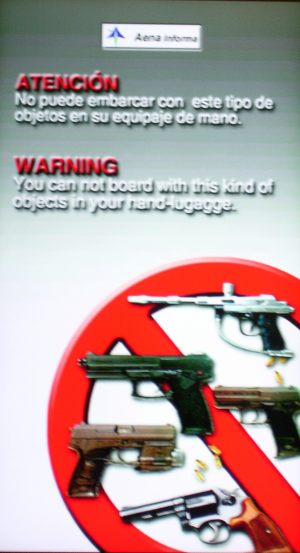 Aena Informa
ATENCIÓN
No puede embarcar con este tipo de
objetos en su equipaje de mano.
WARNING
You can not board with this kind of
objects in your hand-lugagge.